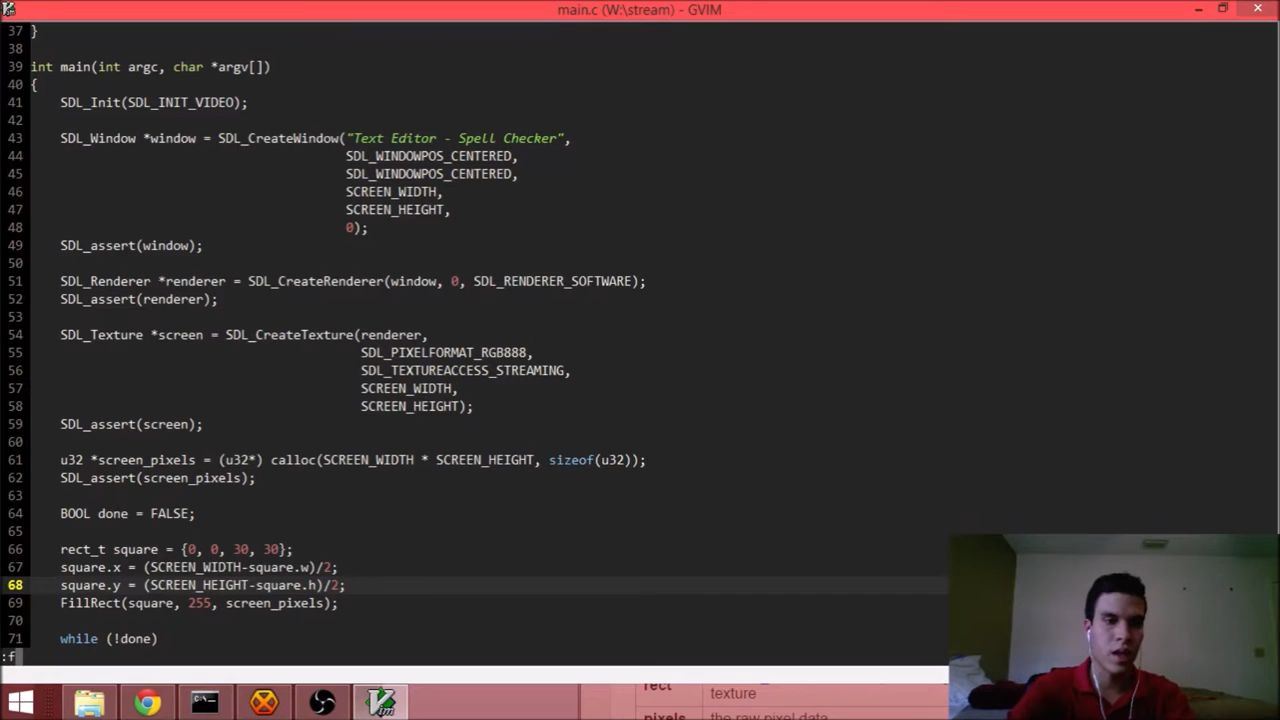 main.c (W:\stream) - GVIM
37 }
38
39 int main(int argc, char *argv[])
40 {
41 SDL_Init(SDL_INIT_VIDEO);
42
43 SDL_Window *window = SDL_CreateWindow("Text Editor - Spell Checker",
44 SDL_WINDOWPOS_CENTERED,
45 SDL_WINDOWPOS_CENTERED,
46 SCREEN_WIDTH,
47 SCREEN_HEIGHT,
48 0);
49 SDL_assert(window);
50
51 SDL_Renderer *renderer = SDL_CreateRenderer(window, 0, SDL_RENDERER_SOFTWARE);
52 SDL_assert(renderer);
53
54 SDL_Texture *screen = SDL_CreateTexture(renderer,
55 SDL_PIXELFORMAT_RGB888,
56 SDL_TEXTUREACCESS_STREAMING,
57 SCREEN_WIDTH,
58 SCREEN_HEIGHT);
59 SDL_assert(screen);
60
61 u32 *screen_pixels = (u32*) calloc(SCREEN_WIDTH * SCREEN_HEIGHT, sizeof(u32));
62 SDL_assert(screen_pixels);
63
64 BOOL done = FALSE;
65
66 rect_t square = {0, 0, 30, 30};
67 square.x = (SCREEN_WIDTH-square.w)/2;
68 square.y = (SCREEN_HEIGHT-square.h)/2;
69 FillRect(square, 255, screen_pixels);
70
71 while (!done)
:f
rect texture
pixels the raw pixel data